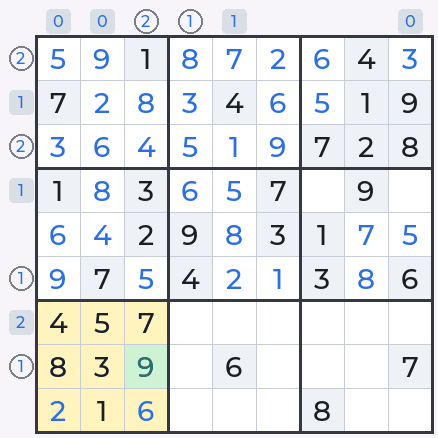 0 0 2 1 1 0
2 5 9 1 8 7 2 6 4 3
1 7 2 8 3 4 6 5 1 9
2 3 6 4 5 1 9 7 2 8
1 1 8 3 6 5 7 9
6 4 2 9 8 3 1 7 5
1 9 7 5 4 2 1 3 8 6
2 4 5 7
1 8 3 9 6 7
2 1 6 8